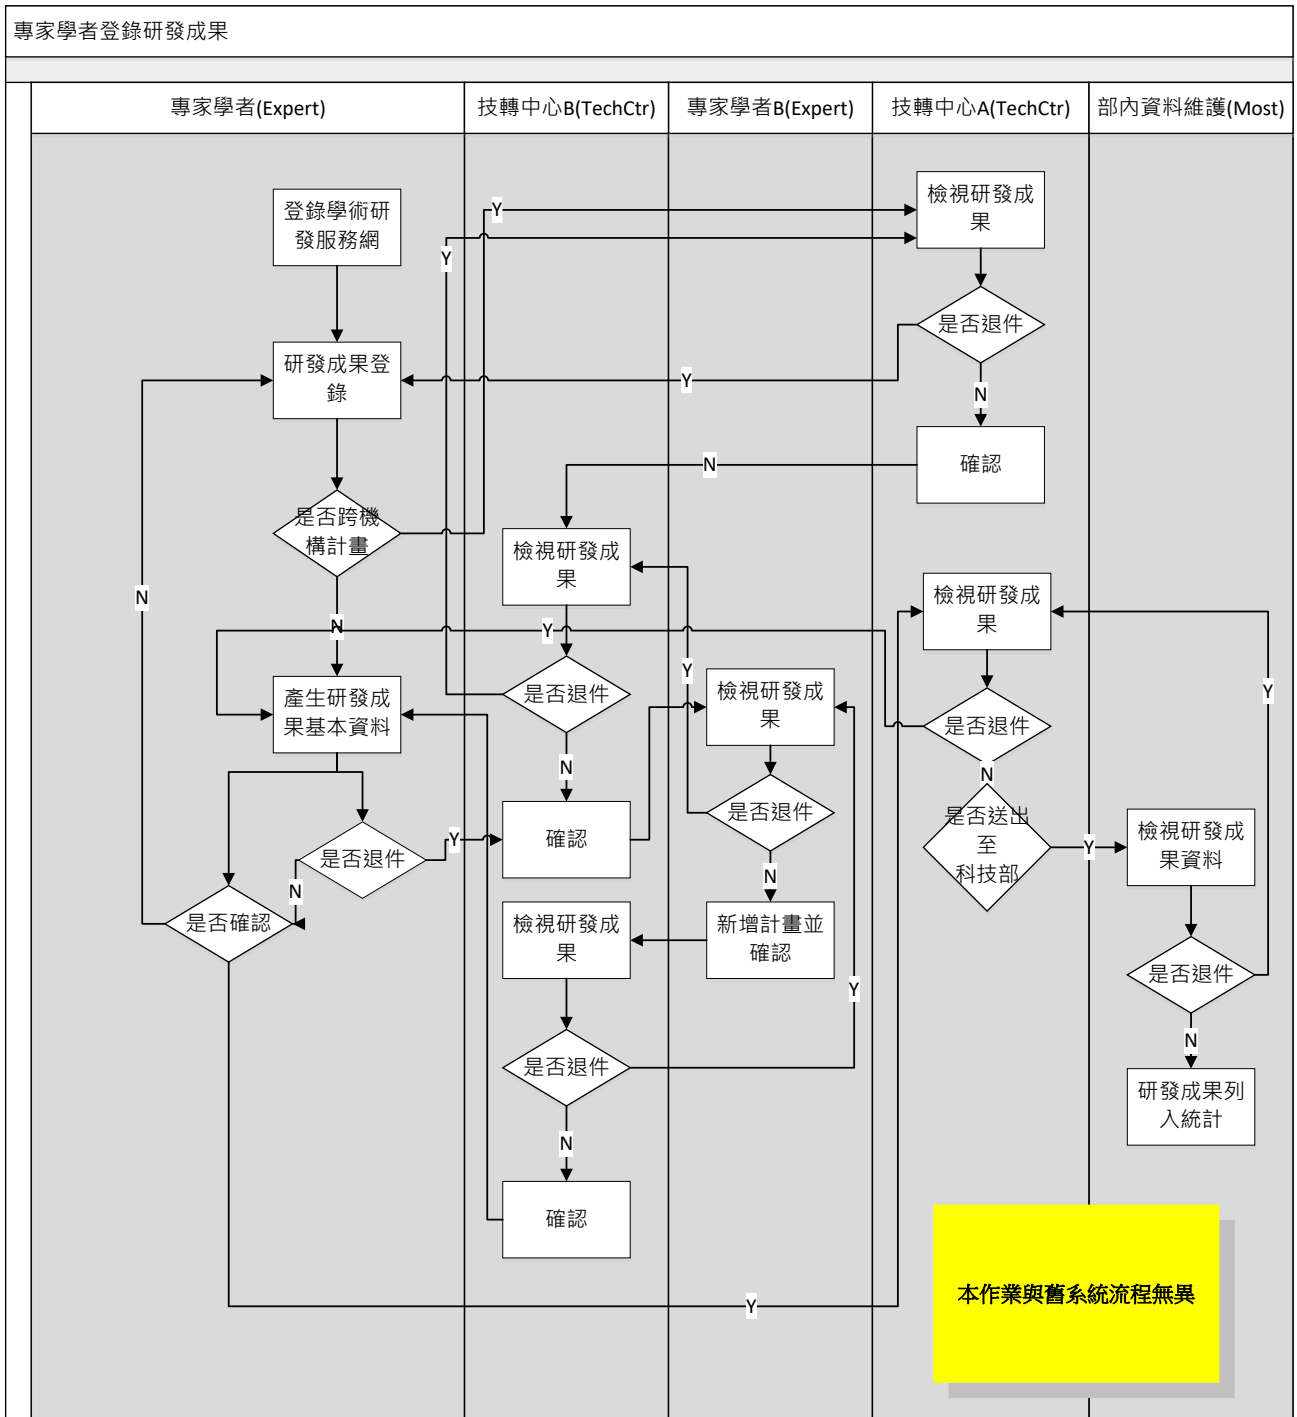 專家學者登錄研發成果
專家學者(Expert)
技轉中心B(TechCtr)
專家學者B(Expert)
技轉中心A(TechCtr)
部內資料維護(Most)
登錄學術研
發服務網
檢視研發成
果
Y
Y
是否退件
研發成果登
錄
Y
N
確認
N
是否跨機
構計畫
檢視研發成
果
N
檢視研發成
果
N
Y
Y
Y
產生研發成
果基本資料
是否退件
檢視研發成
果
是否退件
N
N
是否退件
是否送出
至
科技部
Y
檢視研發成
果資料
確認
Y
是否退件
N
N
是否確認
檢視研發成
果
新增計畫並
確認
Y
是否退件
N
是否退件
Y
研發成果列
入統計
N
確認
Y
本作業與舊系統流程無異